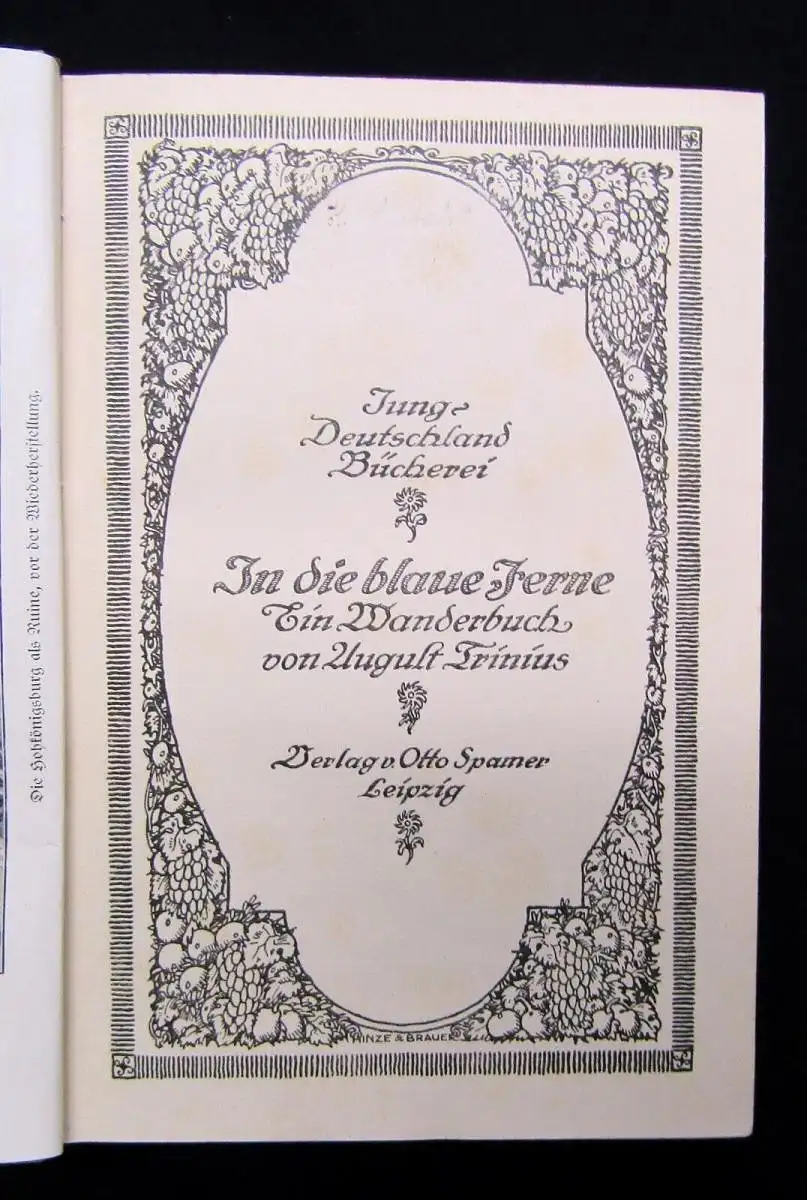 Die Hohkönigsburg als Ruine, vor der Wiederherstellung.
Jung-
Deutschland
Bücherei
In die blaue Ferne
Ein Wanderbuch
von August Trinius
Verlag v. Otto Spamer
Leipzig
HINZE & BRAUER